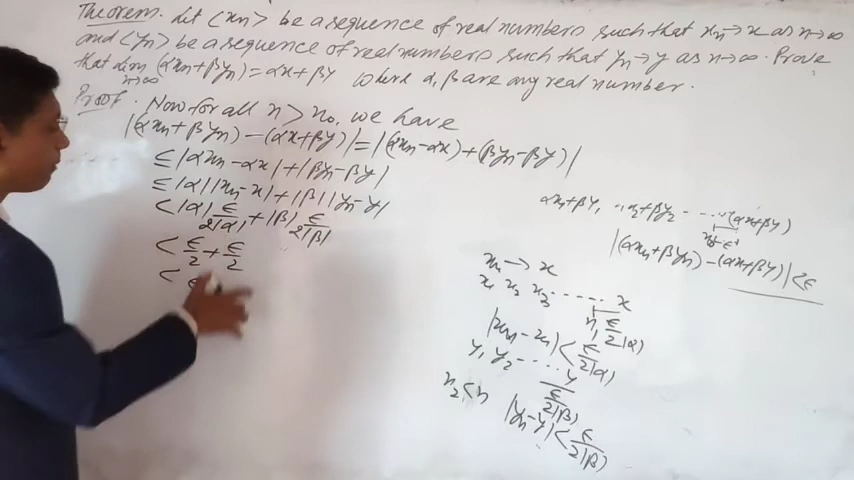 Theorem. Let <xn> be a sequence of real numbers such that xn → x as n → ∞
and <yn> be a sequence of real numbers such that yn → y as n → ∞. Prove
that lim n→∞ (αxn + βyn) = αx + βy where α, β are any real number.
Proof. Now for all n > n0, we have
|(αxn + βyn) - (αx + βy)| = |(αxn - αx) + (βyn - βy)|
≤ |αxn - αx| + |βyn - βy|
≤ |α| |xn - x| + |β| |yn - y|
< |α| ε/2|α| + |β| ε/2|β|
< ε/2 + ε/2
<
αx1 + βy1, x2 + βy2 ---- (αx + βy)
|(αxn + βyn) - (αx + βy)| < ε
xn → x
x1 x2 x3 ------ x
n1 ε/2|α|
|xn - x| < ε/2|α|
y1 y2 ------ y
ε/2|β|
n2 < n
|yn - y| < ε/2|β|